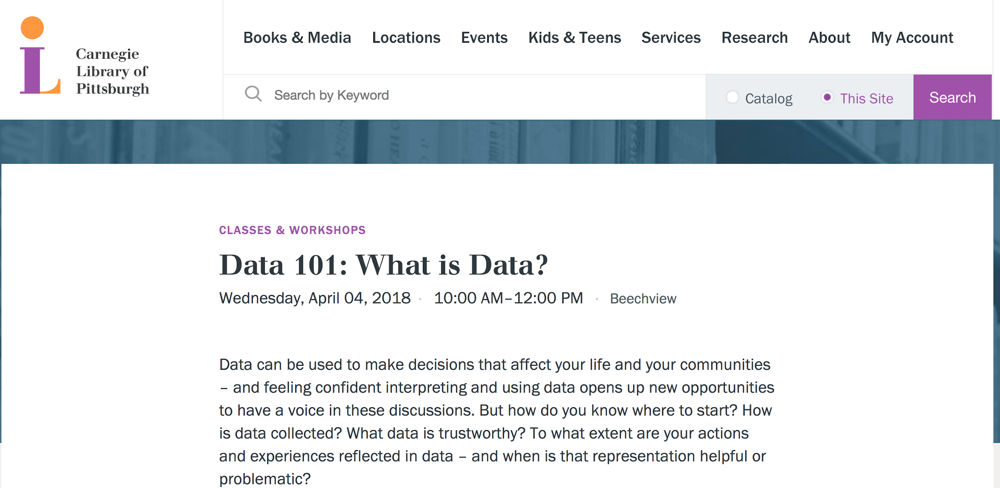 Carnegie
Library of
Pittsburgh
Books & Media Locations Events Kids & Teens Services Research About My Account
Search by Keyword
Catalog This Site Search
CLASSES & WORKSHOPS
Data 101: What is Data?
Wednesday, April 04, 2018 · 10:00 AM–12:00 PM · Beechview
Data can be used to make decisions that affect your life and your communities
– and feeling confident interpreting and using data opens up new opportunities
to have a voice in these discussions. But how do you know where to start? How
is data collected? What data is trustworthy? To what extent are your actions
and experiences reflected in data – and when is that representation helpful or
problematic?